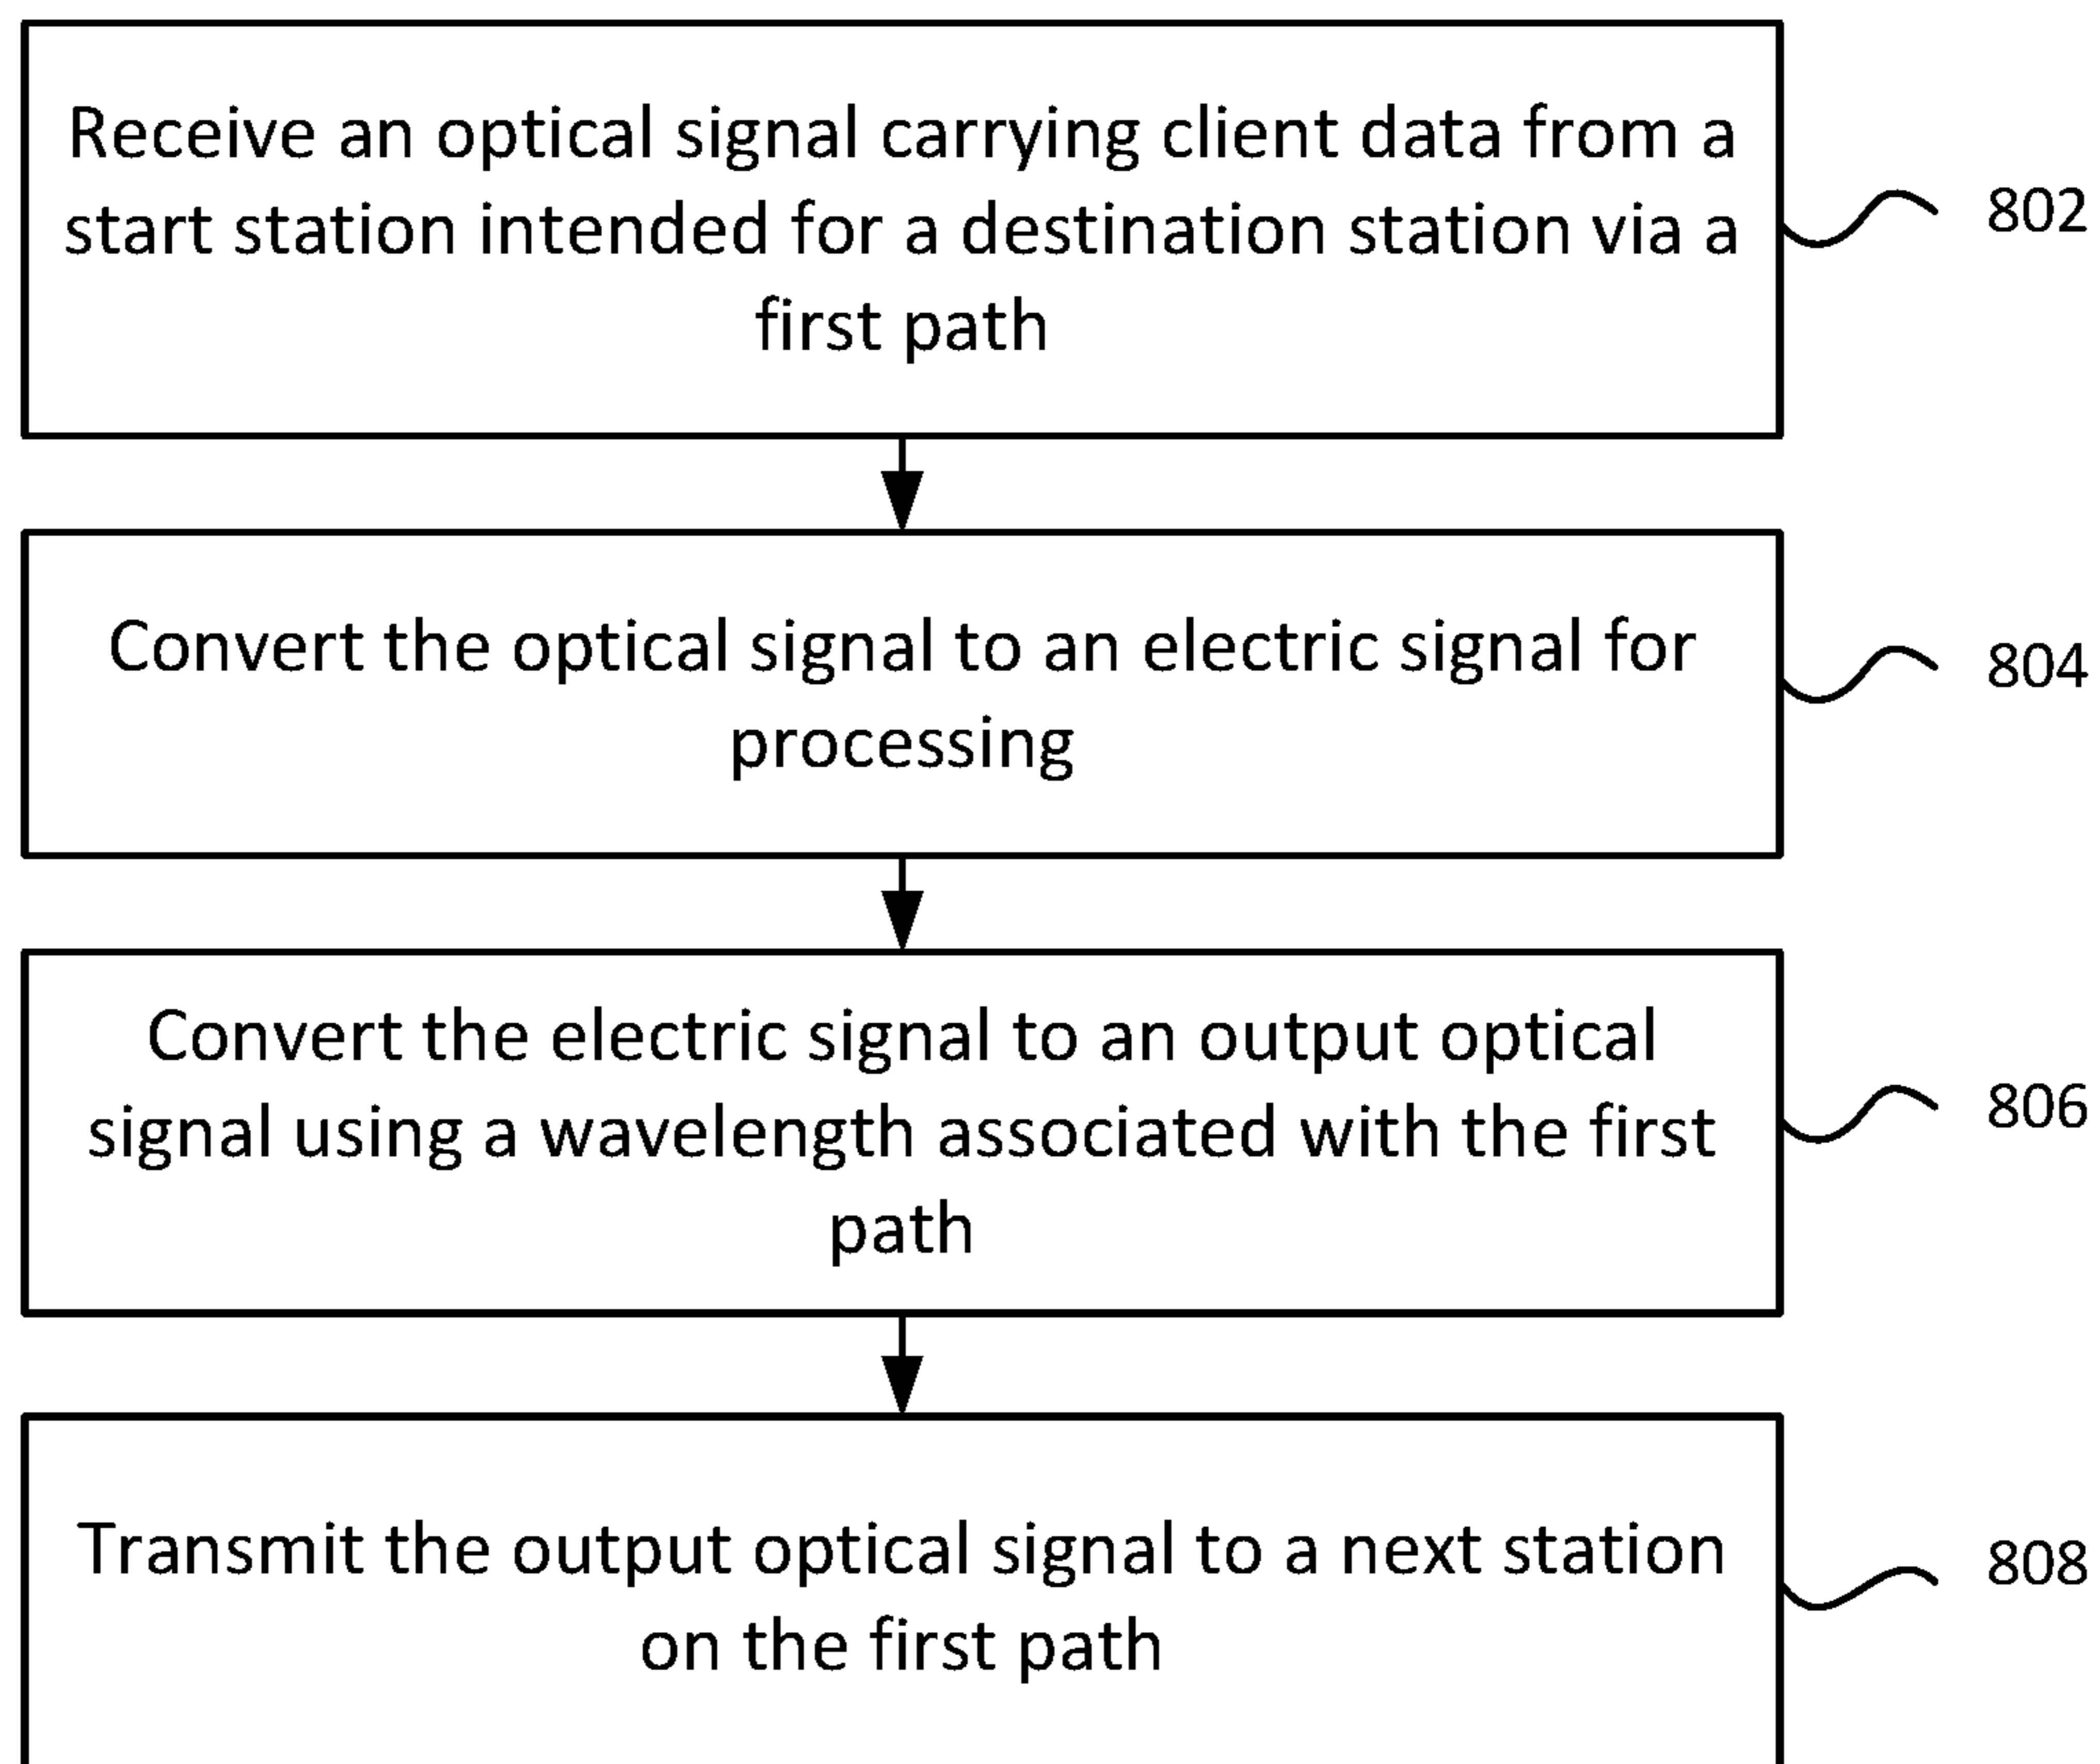 Receive an optical signal carrying client data from a
start station intended for a destination station via a
first path
802
Convert the optical signal to an electric signal for
processing
804
Convert the electric signal to an output optical
signal using a wavelength associated with the first
path
806
Transmit the output optical signal to a next station
on the first path
808